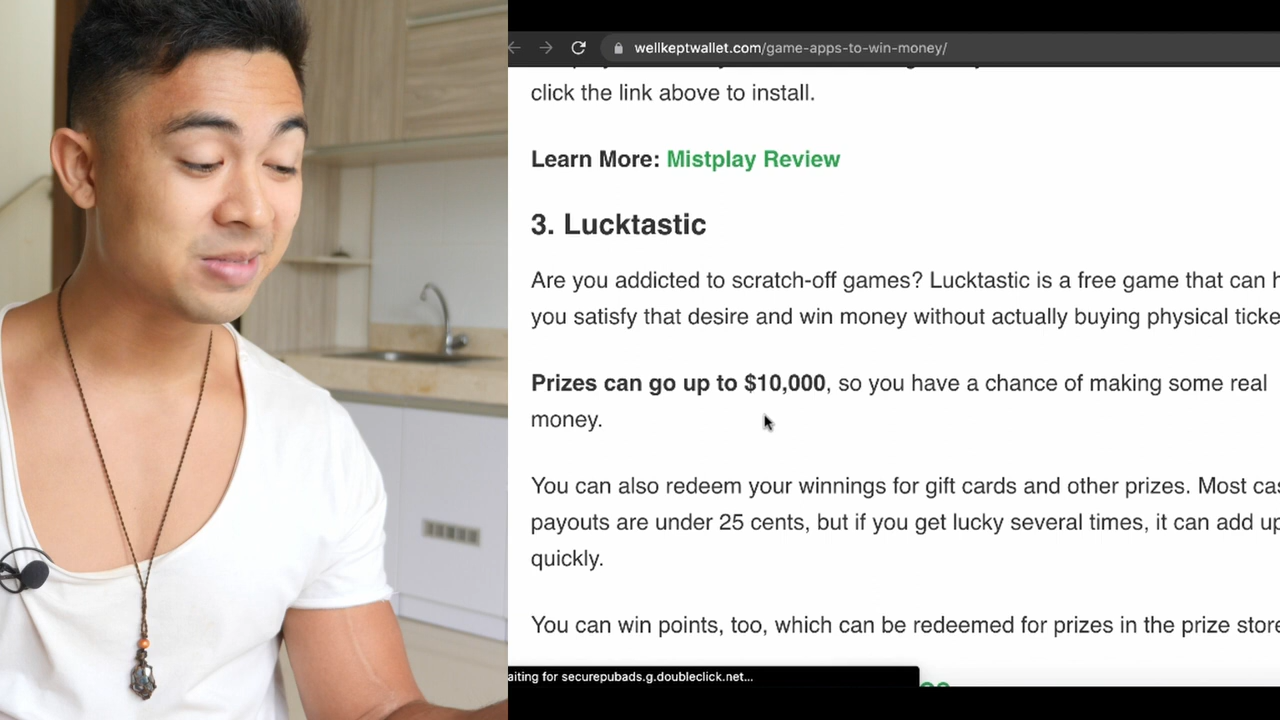 wellkeptwallet.com/game-apps-to-win-money/
click the link above to install.
Learn More: Mistplay Review
3. Lucktastic
Are you addicted to scratch-off games? Lucktastic is a free game that can
you satisfy that desire and win money without actually buying physical
Prizes can go up to $10,000, so you have a chance of making some real
money.
You can also redeem your winnings for gift cards and other prizes. Most
payouts are under 25 cents, but if you get lucky several times, it can add up
quickly.
You can win points, too, which can be redeemed for prizes in the prize store
aiting for securepubads.g.doubleclick.net...